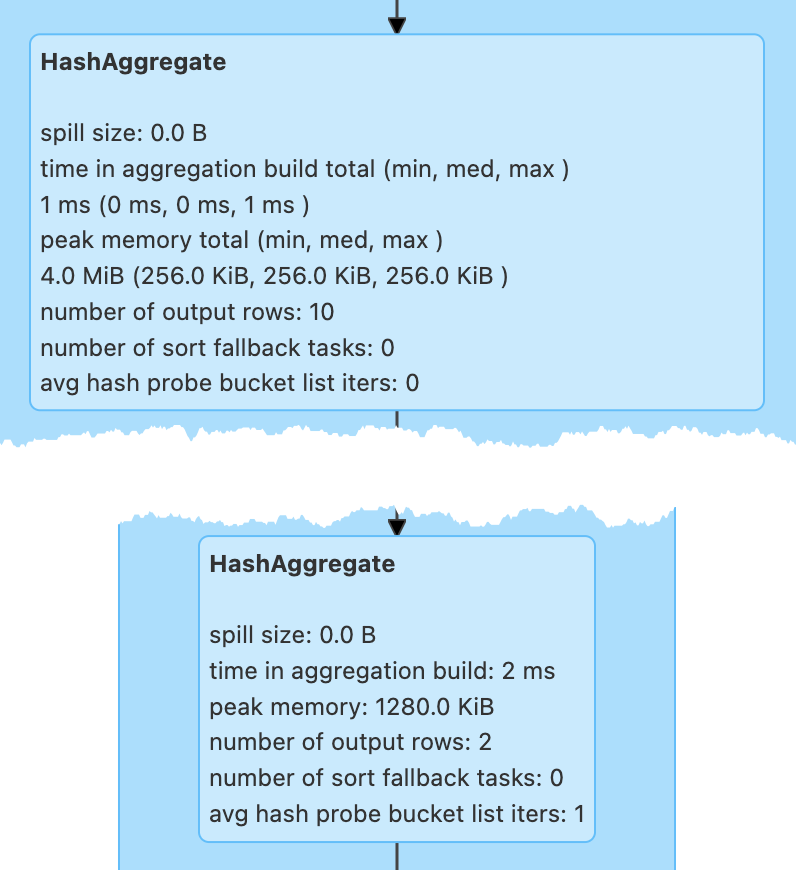 HashAggregate
spill size: 0.0 B
time in aggregation build total (min, med, max )
1 ms (0 ms, 0 ms, 1 ms )
peak memory total (min, med, max )
4.0 MiB (256.0 KiB, 256.0 KiB, 256.0 KiB )
number of output rows: 10
number of sort fallback tasks: 0
avg hash probe bucket list iters: 0
HashAggregate
spill size: 0.0 B
time in aggregation build: 2 ms
peak memory: 1280.0 KiB
number of output rows: 2
number of sort fallback tasks: 0
avg hash probe bucket list iters: 1